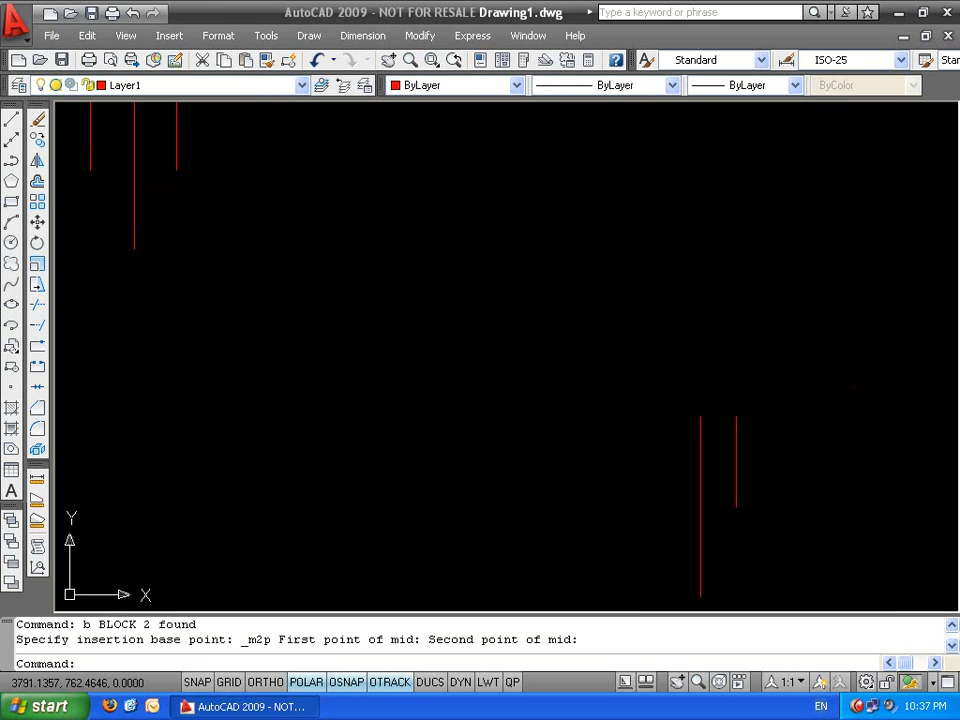 AutoCAD 2009 - NOT FOR RESALE Drawing1.dwg
Type a keyword or phrase
File Edit View Insert Format Tools Draw Dimension Modify Express Window Help
Standard ISO-25 Star
Layer1 ByLayer ByLayer ByLayer ByColor
A
Y
X
Command: b BLOCK 2 found
Specify insertion base point: _m2p First point of mid: Second point of mid:
Command:
3791.1357, 762.4646, 0.0000 SNAP GRID ORTHO POLAR OSNAP OTRACK DUCS DYN LWT QP 1:1
start AutoCAD 2009 - NOT... EN 10:37 PM